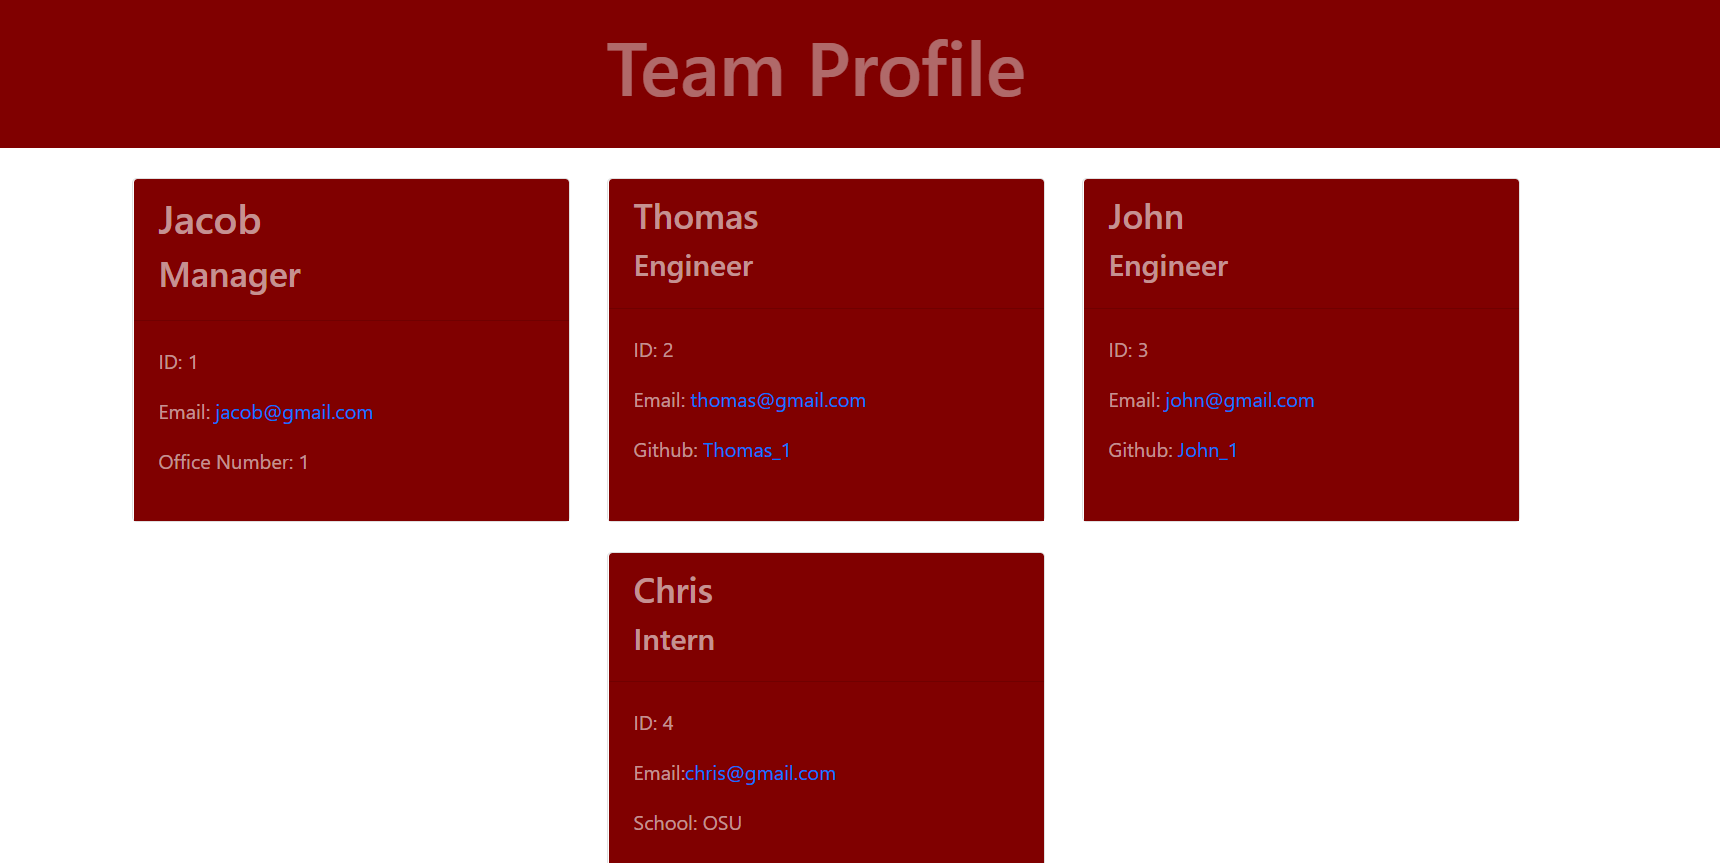 Team Profile
Jacob
Manager
ID: 1
Email: jacob@gmail.com
Office Number: 1
Thomas
Engineer
ID: 2
Email: thomas@gmail.com
Github: Thomas_1
John
Engineer
ID: 3
Email: john@gmail.com
Github: John_1
Chris
Intern
ID: 4
Email:chris@gmail.com
School: OSU